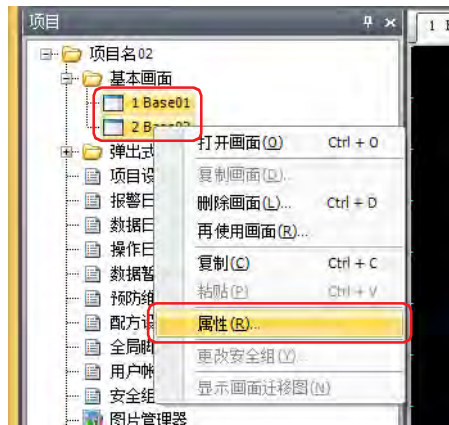 项目
1
项目名02
基本画面
1 Base01
2
打开画面(O) Ctrl + O
弹出式
复制画面(D)...
项目设
删除画面(L)... Ctrl + D
报警日
再使用画面(R)...
数据日
操作日
复制(C) Ctrl + C
数据暂
粘贴(P) Ctrl + V
预防维
属性(R)...
配方设
全局脚
更改安全组(Y)...
用户帐
显示画面迁移图(N)
安全组
图片管理器